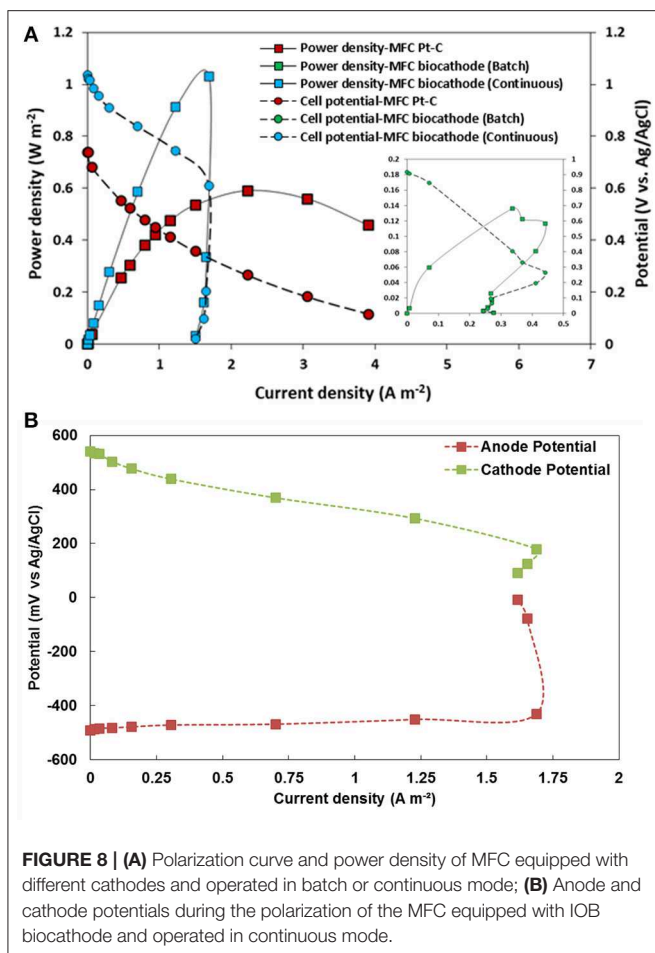 A
Power density-MFC Pt-C
Power density-MFC biocathode (Batch)
Power density-MFC biocathode (Continuous)
Cell potential-MFC Pt-C
Cell potential-MFC biocathode (Batch)
Cell potential-MFC biocathode (Continuous)
Power density (W m⁻²)
1.2
1
0.8
0.6
0.4
0.2
0
Potential (V vs. Ag/AgCl)
1.2
1
0.8
0.6
0.4
0.2
0
0.2
0.18
0.16
0.14
0.12
0.1
0.08
0.06
0.04
0.02
0
1
0.9
0.8
0.7
0.6
0.5
0.4
0.3
0.2
0.1
0
0 0.1 0.2 0.3 0.4 0.5
0 1 2 3 4 5 6 7
Current density (A m⁻²)
B
Anode Potential
Cathode Potential
Potential (mV vs Ag/AgCl)
600
400
200
0
-200
-400
-600
0 0.25 0.5 0.75 1 1.25 1.5 1.75 2
Current density (A m⁻²)
FIGURE 8 | (A) Polarization curve and power density of MFC equipped with
different cathodes and operated in batch or continuous mode; (B) Anode and
cathode potentials during the polarization of the MFC equipped with IOB
biocathode and operated in continuous mode.